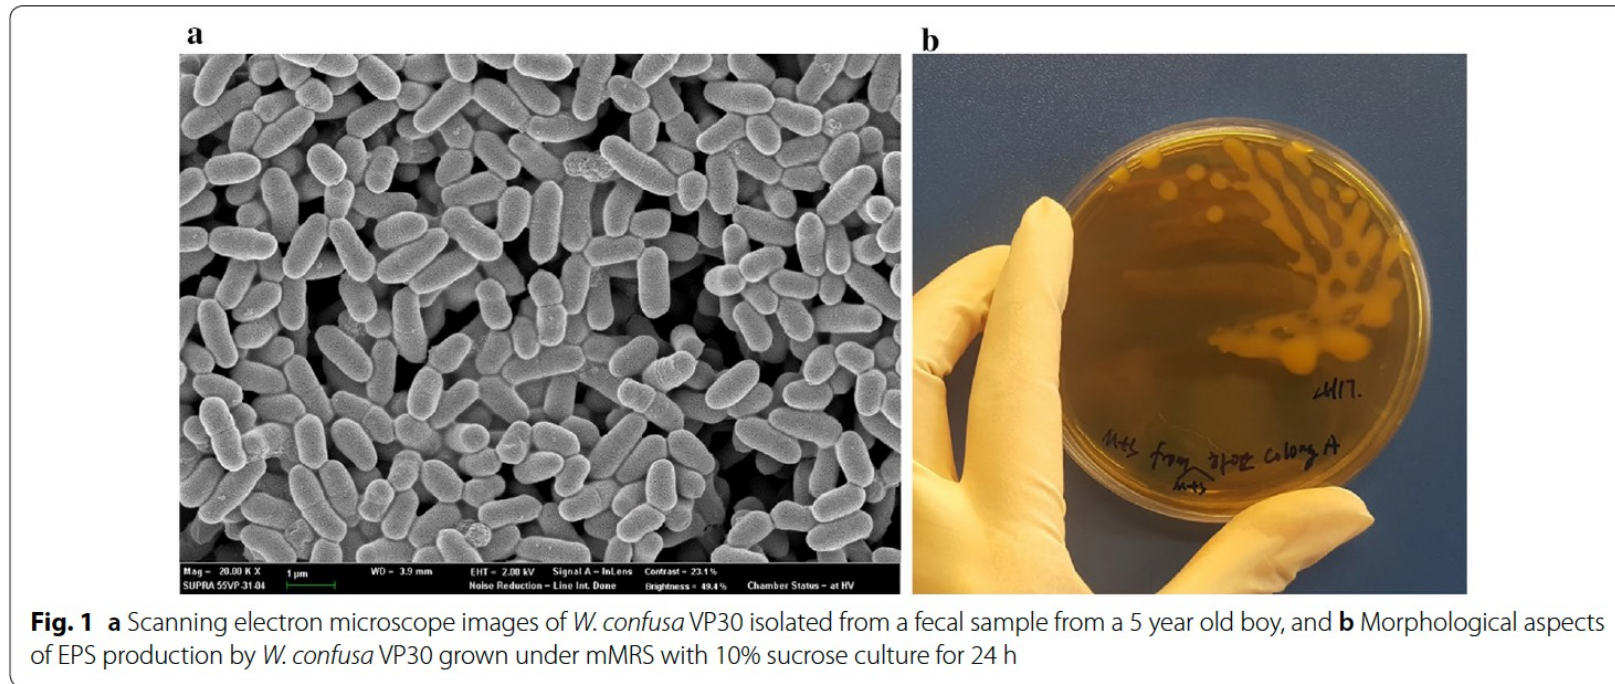 a
b
Mag = 20.00 K X
1 µm
WD = 3.9 mm
EHT = 2.00 kV
Signal A = InLens
Contrast = 23.1 %
SUPRA 55VP-31-04
Noise Reduction = Line Int. Done
Brightness = 49.4 %
Chamber Status = at HV
M+S from colony A
M+S
Fig. 1 a Scanning electron microscope images of W. confusa VP30 isolated from a fecal sample from a 5 year old boy, and b Morphological aspects
of EPS production by W. confusa VP30 grown under mMRS with 10% sucrose culture for 24 h